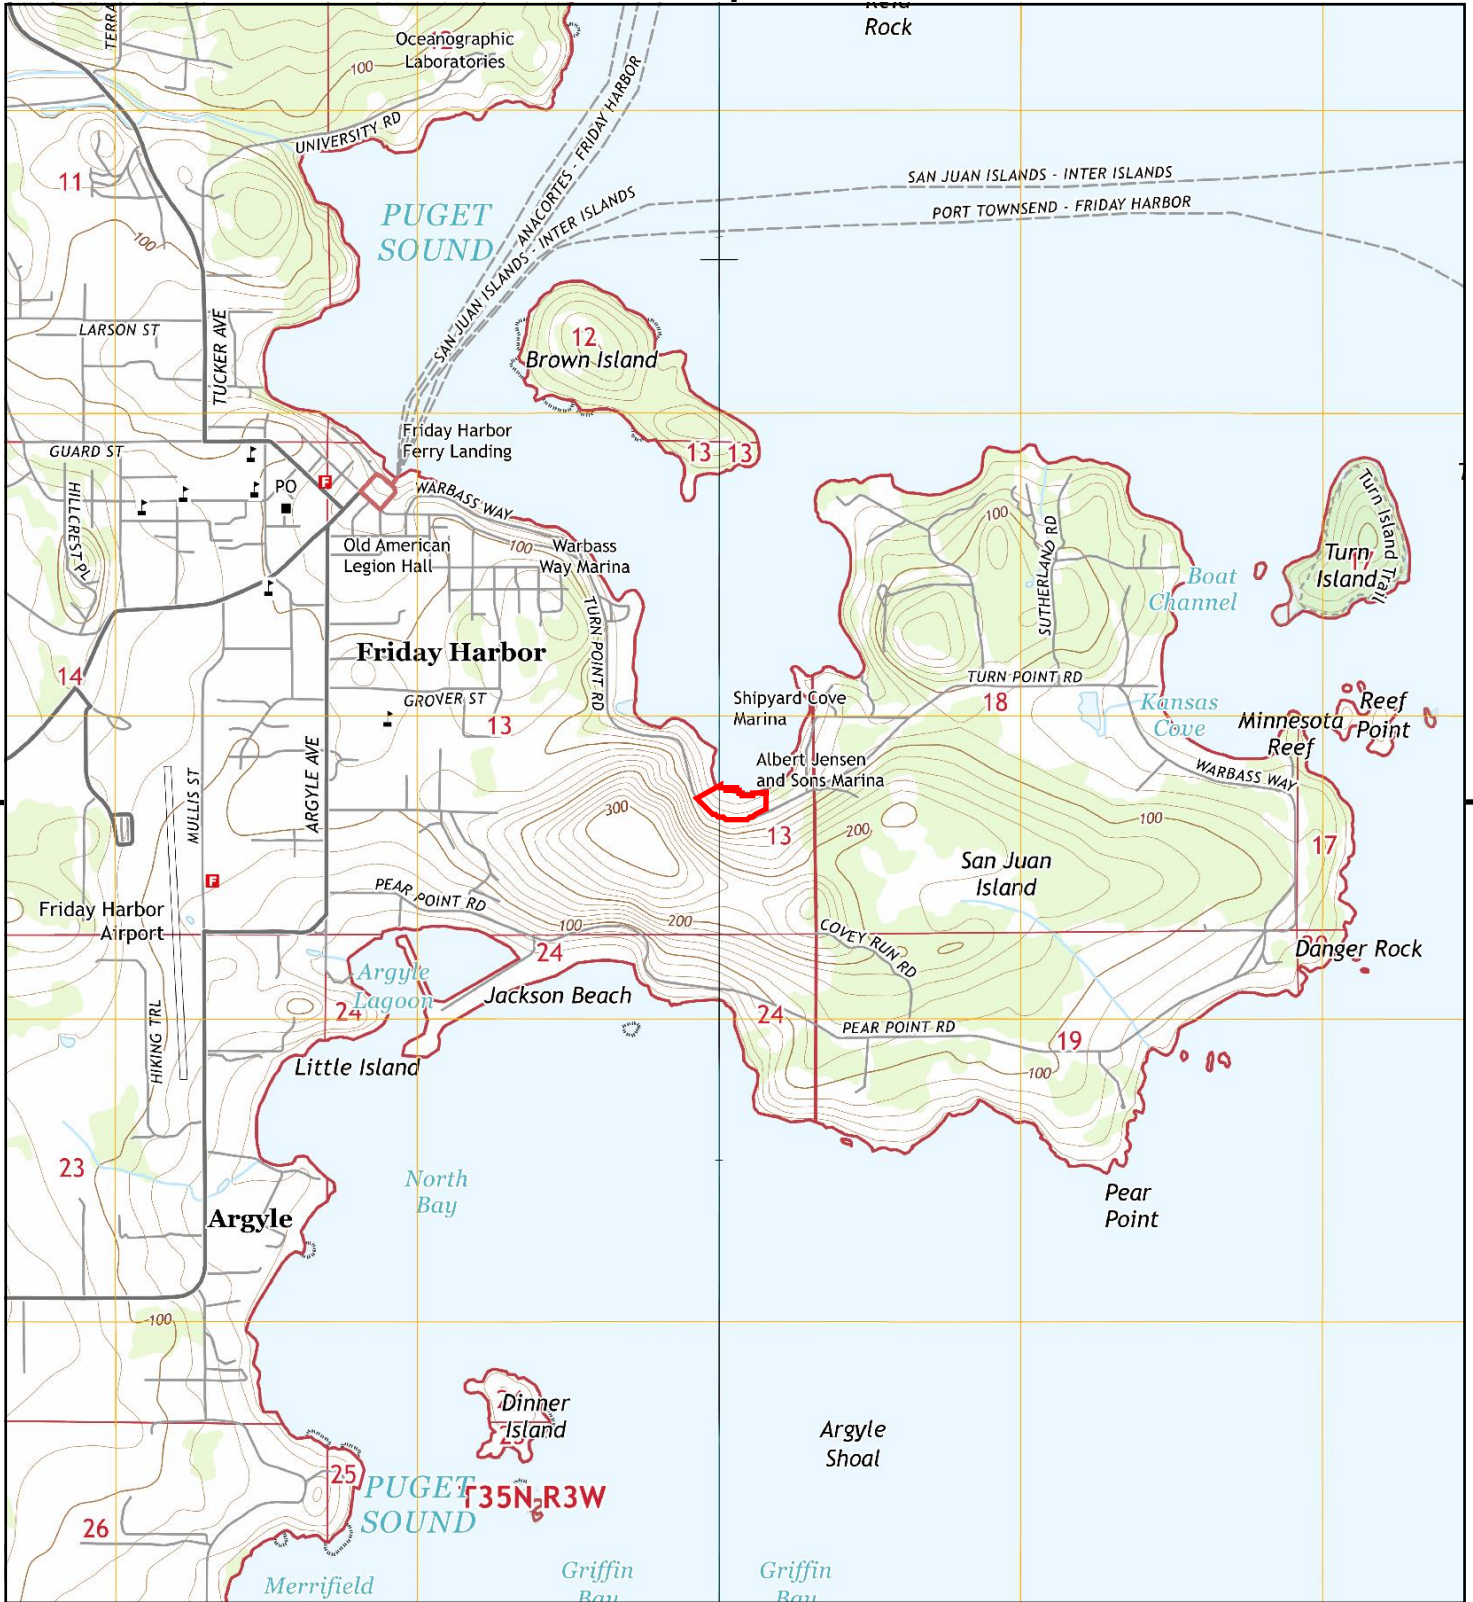 Rock
TERRA
Oceanographic
Laboratories
12
100
ANACORTES - FRIDAY HARBOR
UNIVERSITY RD
11
SAN JUAN ISLANDS - INTER ISLANDS
PORT TOWNSEND - FRIDAY HARBOR
PUGET
SOUND
SAN JUAN ISLANDS - INTER ISLANDS
100
LARSON ST
TUCKER AVE
12
Brown Island
Friday Harbor
Ferry Landing
GUARD ST
13
13
PO
F
WARBASS WAY
HILLCREST PL
100
Old American
Legion Hall
Warbass
Way Marina
100
SUTHERLAND RD
Turn Island Trail
Turn
Island
17
Boat
Channel
TURN POINT RD
Friday Harbor
14
GROVER ST
13
Shipyard Cove
Marina
TURN POINT RD
18
Kansas
Cove
Minnesota
Reef
Reef
Point
Albert Jensen
and Sons Marina
WARBASS WAY
MULLIS ST
ARGYLE AVE
300
13
200
100
17
San Juan
Island
F
PEAR POINT RD
Friday Harbor
Airport
100
200
COVEY RUN RD
24
20
Danger Rock
Argyle
Lagoon
Jackson Beach
24
24
PEAR POINT RD
19
HIKING TRL
Little Island
100
23
North
Bay
Pear
Point
Argyle
100
24
Dinner
Island
25
Argyle
Shoal
25
PUGET
SOUND
T35N R3W
26
Merrifield
Griffin
Bay
Griffin
Bay